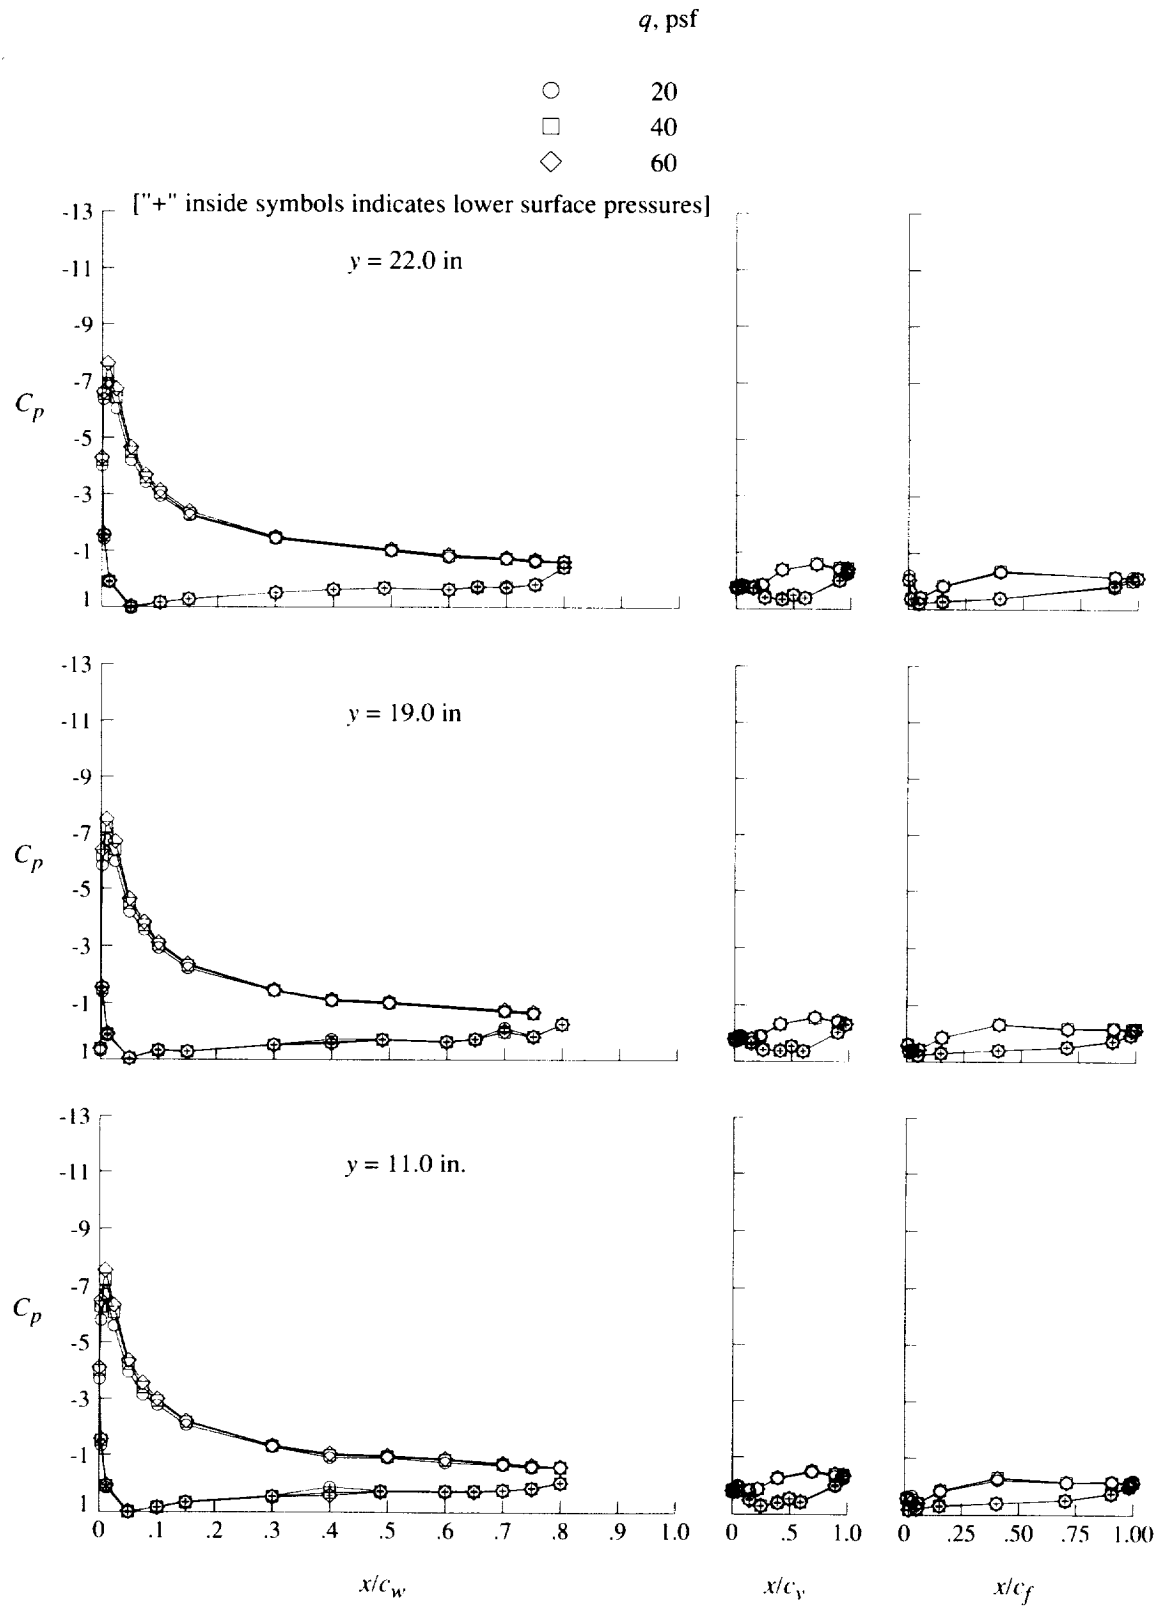 q, psf
20
40
60
["+" inside symbols indicates lower surface pressures]
y = 22.0 in
-13
-11
-9
-7
-5
-3
-1
1
C_p
y = 19.0 in
-13
-11
-9
-7
-5
-3
-1
1
C_p
y = 11.0 in.
-13
-11
-9
-7
-5
-3
-1
1
C_p
0 .1 .2 .3 .4 .5 .6 .7 .8 .9 1.0
0 .5 1.0
0 .25 .50 .75 1.00
x/c_w
x/c_v
x/c_f